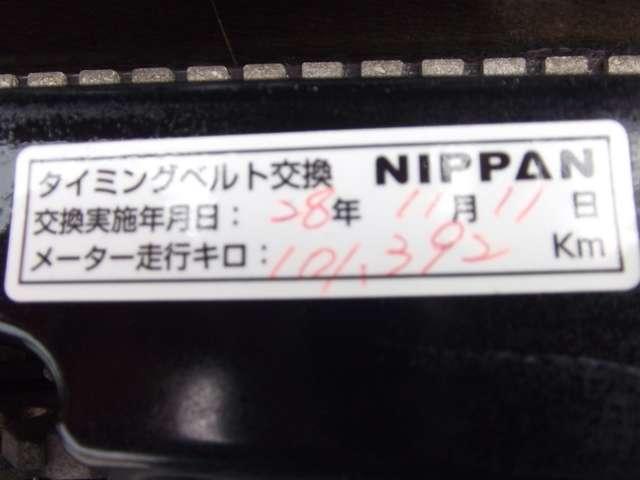 タイミングベルト交換 NIPPAN
交換実施年月日: 28年 11月 11日
メーター走行キロ: 101,392 Km